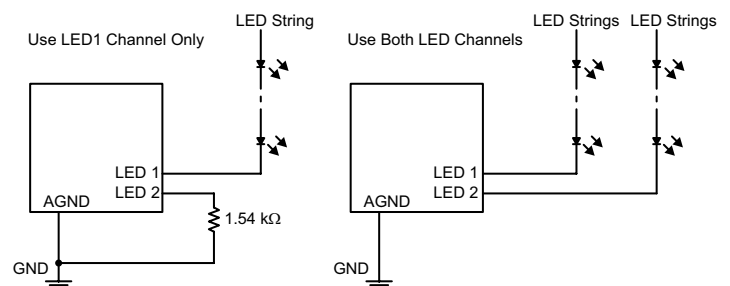 LED String
Use LED1 Channel Only
LED 1
LED 2
AGND
1.54 kΩ
GND
LED Strings LED Strings
Use Both LED Channels
LED 1
LED 2
AGND
GND